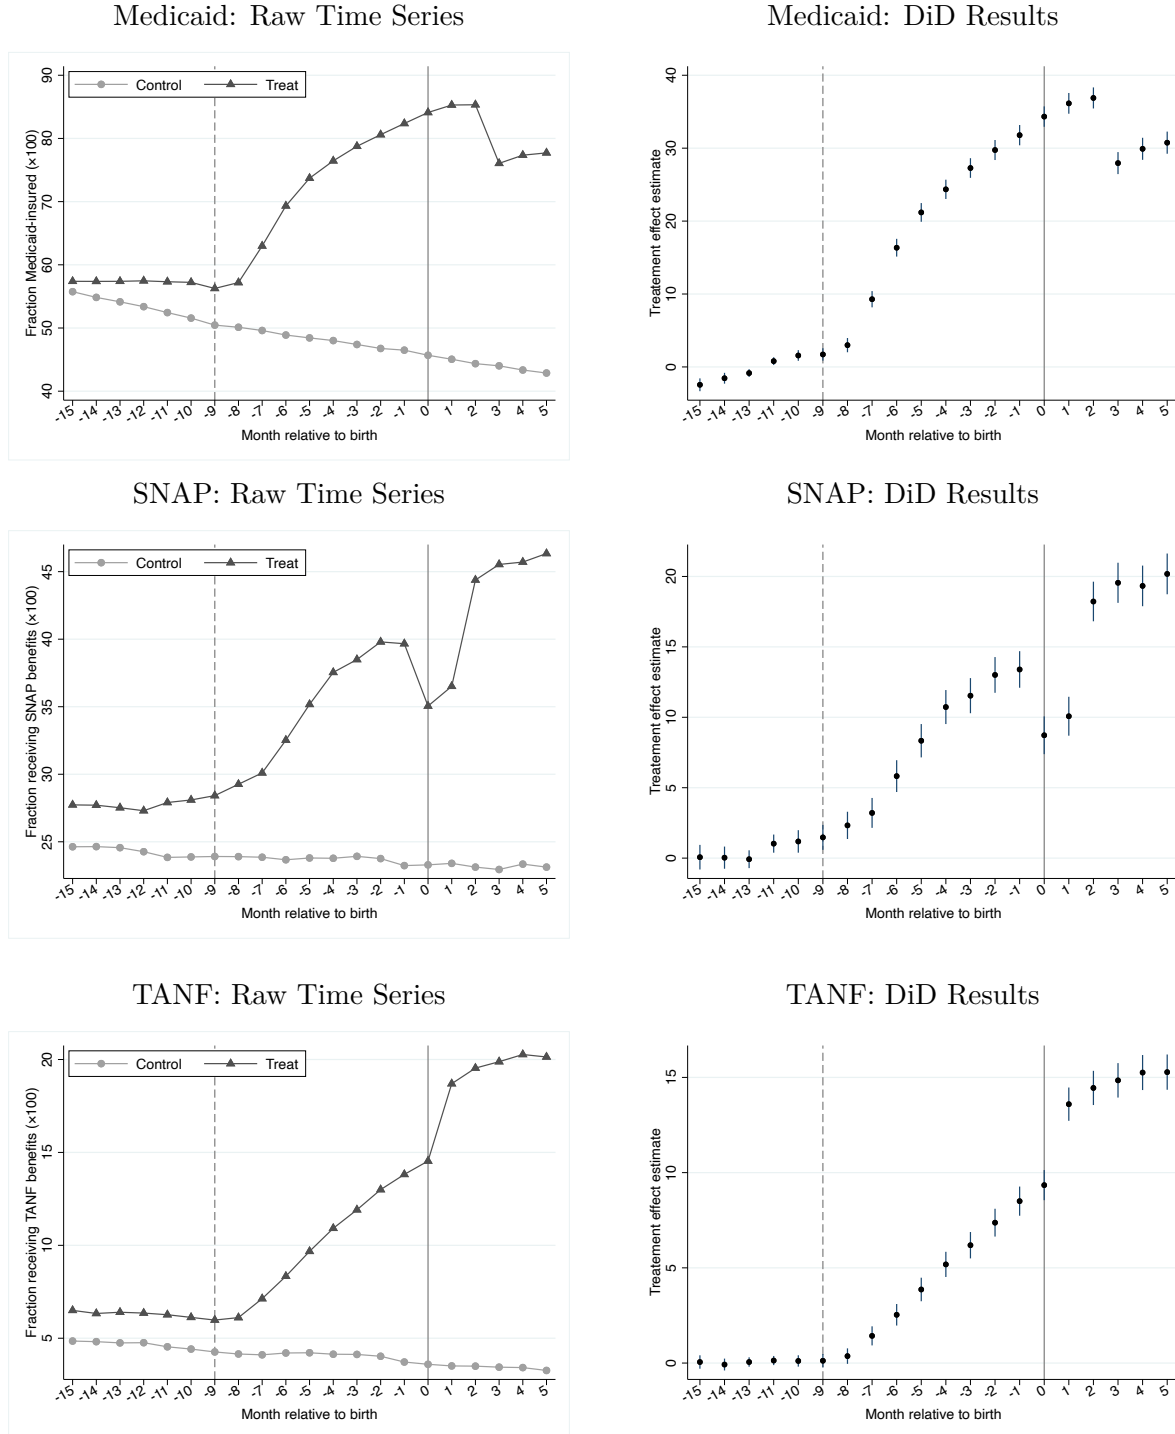 Medicaid: Raw Time Series
Medicaid: DiD Results
Control
Treat
Fraction Medicaid-insured (×100)
90
80
70
60
50
40
-15 -14 -13 -12 -11 -10 -9 -8 -7 -6 -5 -4 -3 -2 -1 0 1 2 3 4 5
Month relative to birth
Treatement effect estimate
40
30
20
10
0
-15 -14 -13 -12 -11 -10 -9 -8 -7 -6 -5 -4 -3 -2 -1 0 1 2 3 4 5
Month relative to birth
SNAP: Raw Time Series
SNAP: DiD Results
Control
Treat
Fraction receiving SNAP benefits (×100)
45
40
35
30
25
-15 -14 -13 -12 -11 -10 -9 -8 -7 -6 -5 -4 -3 -2 -1 0 1 2 3 4 5
Month relative to birth
Treatement effect estimate
20
15
10
5
0
-15 -14 -13 -12 -11 -10 -9 -8 -7 -6 -5 -4 -3 -2 -1 0 1 2 3 4 5
Month relative to birth
TANF: Raw Time Series
TANF: DiD Results
Control
Treat
Fraction receiving TANF benefits (×100)
20
15
10
5
-15 -14 -13 -12 -11 -10 -9 -8 -7 -6 -5 -4 -3 -2 -1 0 1 2 3 4 5
Month relative to birth
Treatement effect estimate
15
10
5
0
-15 -14 -13 -12 -11 -10 -9 -8 -7 -6 -5 -4 -3 -2 -1 0 1 2 3 4 5
Month relative to birth